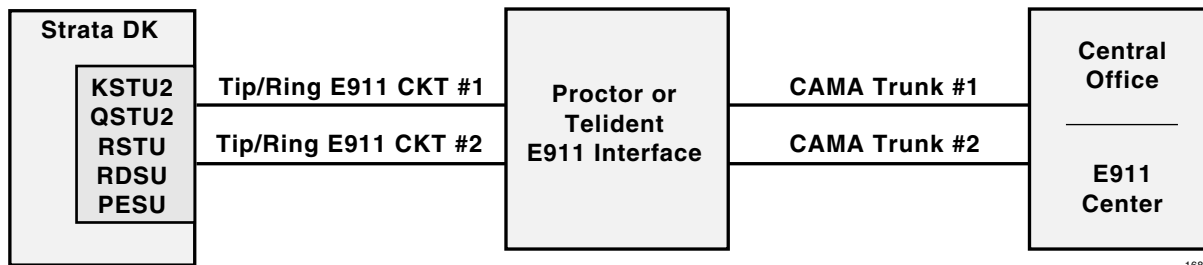 Strata DK
KSTU2
QSTU2
RSTU
RDSU
PESU
Tip/Ring E911 CKT #1
Tip/Ring E911 CKT #2
Proctor or
Telident
E911 Interface
CAMA Trunk #1
CAMA Trunk #2
Central
Office
E911
Center